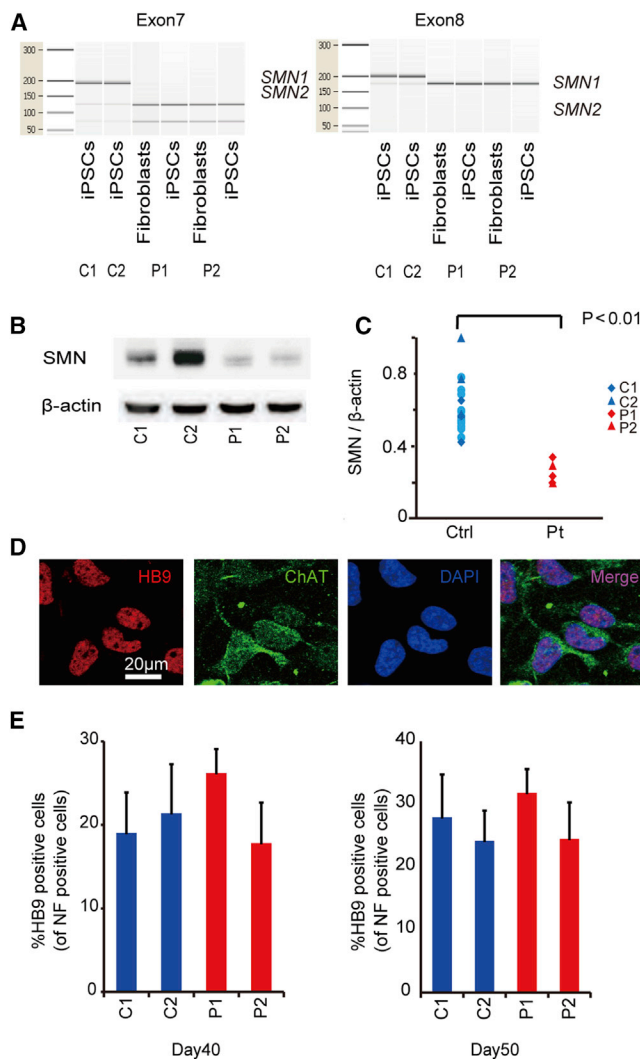 A
Exon7
Exon8
300
200
150
100
50
SMN1
SMN2
300
200
150
100
50
SMN1
SMN2
iPSCs
iPSCs
Fibroblasts
iPSCs
Fibroblasts
iPSCs
iPSCs
iPSCs
Fibroblasts
iPSCs
Fibroblasts
iPSCs
C1 C2 P1 P2
C1 C2 P1 P2
B
SMN
β-actin
C1 C2 P1 P2
C
P<0.01
SMN / β-actin
0.8
0.4
0
Ctrl Pt
C1
C2
P1
P2
D
HB9
20μm
ChAT
DAPI
Merge
E
%HB9 positive cells
(of NF positive cells)
30
20
10
0
C1 C2 P1 P2
Day40
%HB9 positive cells
(of NF positive cells)
40
30
20
10
0
C1 C2 P1 P2
Day50